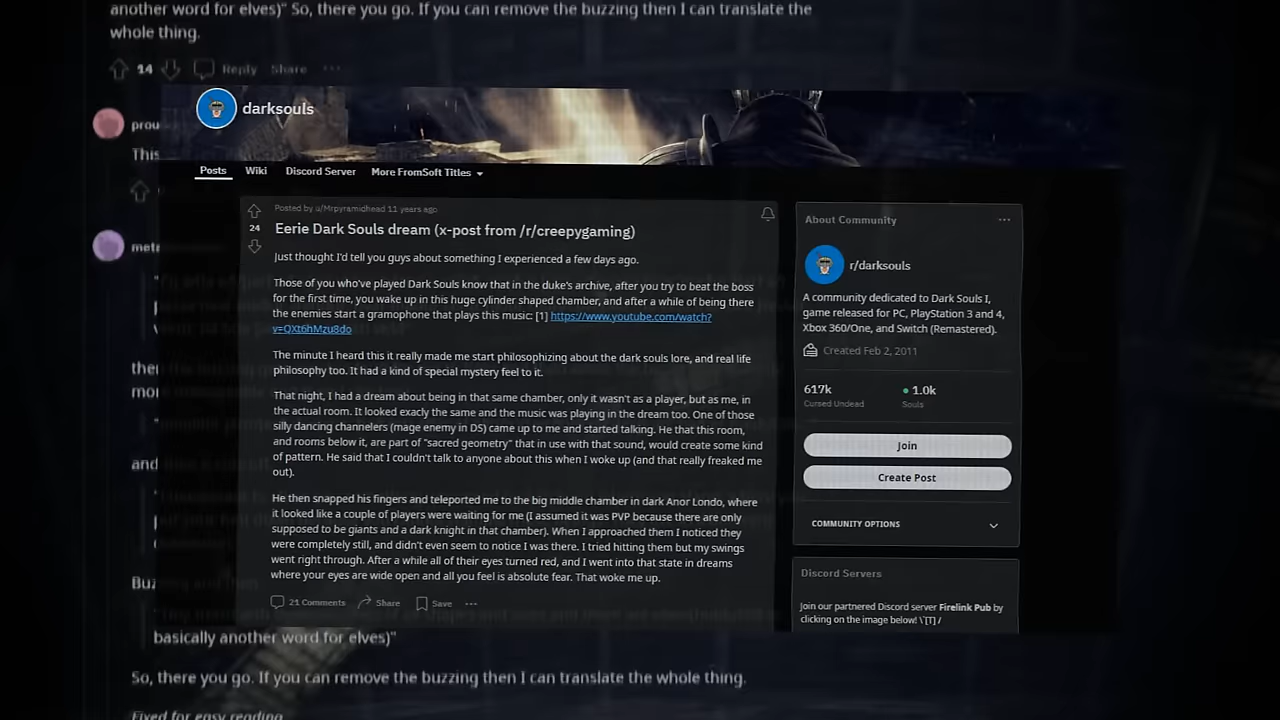 another word for elves)" So, there you go. If you can remove the buzzing then I can translate the
whole thing.
14 Reply Share
darksouls
prou
This
Posts Wiki Discord Server More FromSoft Titles
Posted by u/Mrpyramidhead 11 years ago
24
Eerie Dark Souls dream (x-post from /r/creepygaming)
Just thought I'd tell you guys about something I experienced a few days ago.
Those of you who've played Dark Souls know that in the duke's archive, after you try to beat the boss
for the first time, you wake up in this huge cylinder shaped chamber, and after a while of being there
the enemies start a gramophone that plays this music: [1] https://www.youtube.com/watch?
v=QXt6hMzu8do
The minute I heard this it really made me start philosophizing about the dark souls lore, and real life
philosophy too. It had a kind of special mystery feel to it.
That night, I had a dream about being in that same chamber, only it wasn't as a player, but as me, in
the actual room. It looked exacly the same and the music was playing in the dream too. One of those
silly dancing channelers (mage enemy in DS) came up to me and started talking. He that this room,
and rooms below it, are part of "sacred geometry" that in use with that sound, would create some kind
of pattern. He said that I couldn't talk to anyone about this when I woke up (and that really freaked me
out).
He then snapped his fingers and teleported me to the big middle chamber in dark Anor Londo, where
it looked like a couple of players were waiting for me (I assumed it was PVP because there are only
supposed to be giants and a dark knight in that chamber). When I approached them I noticed they
were completely still, and didn't even seem to notice I was there. I tried hitting them but my swings
went right through. After a while all of their eyes turned red, and I went into that state in dreams
where your eyes are wide open and all you feel is absolute fear. That woke me up.
21 Comments Share Save
About Community
r/darksouls
A community dedicated to Dark Souls I,
game released for PC, PlayStation 3 and 4,
Xbox 360/One, and Switch (Remastered).
Created Feb 2, 2011
617k 1.0k
Cursed Undead Souls
Join
Create Post
COMMUNITY OPTIONS
Discord Servers
Join our partnered Discord server Firelink Pub by
clicking on the image below! \[T] /
metr
the
mor
and
Buz
basically another word for elves)"
So, there you go. If you can remove the buzzing then I can translate the whole thing.
Fixed for easy reading